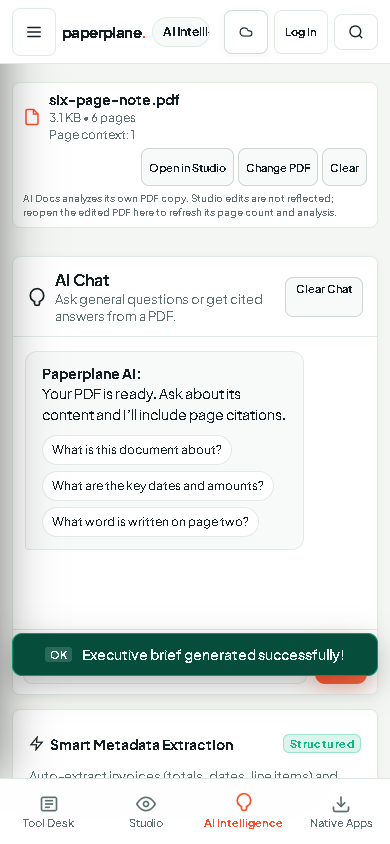 paperplane.
AI Intelli
Log In
six-page-note.pdf
3.1 KB • 6 pages
Page context: 1
Open in Studio
Change PDF
Clear
AI Docs analyzes its own PDF copy. Studio edits are not reflected;
reopen the edited PDF here to refresh its page count and analysis.
AI Chat
Ask general questions or get cited
answers from a PDF.
Clear Chat
Paperplane AI:
Your PDF is ready. Ask about its
content and I'll include page citations.
What is this document about?
What are the key dates and amounts?
What word is written on page two?
OK Executive brief generated successfully!
Smart Metadata Extraction
Structured
Auto-extract invoices (totals, dates, line items) and
Tool Desk
Studio
AI Intelligence
Native Apps